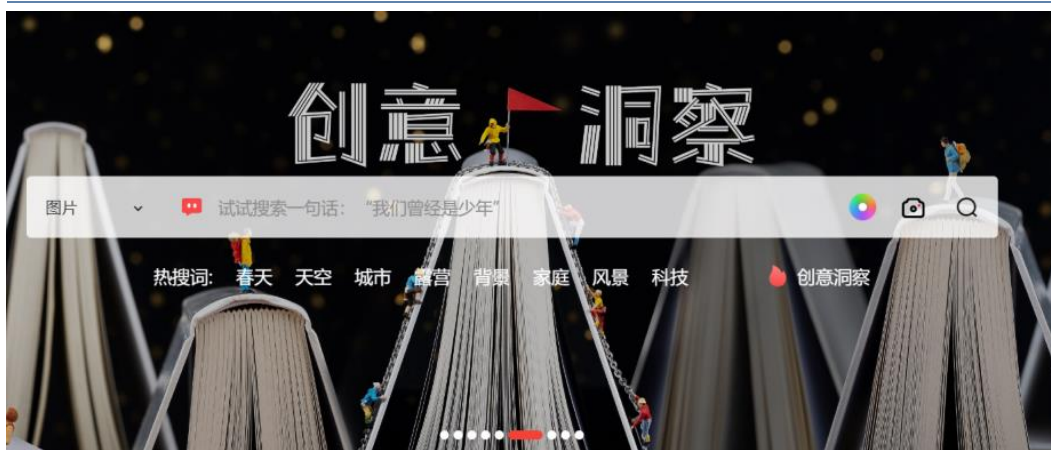 创意洞察
图片 试试搜索一句话：“我们曾经是少年”
热搜词: 春天 天空 城市 露营 背景 家庭 风景 科技 创意洞察